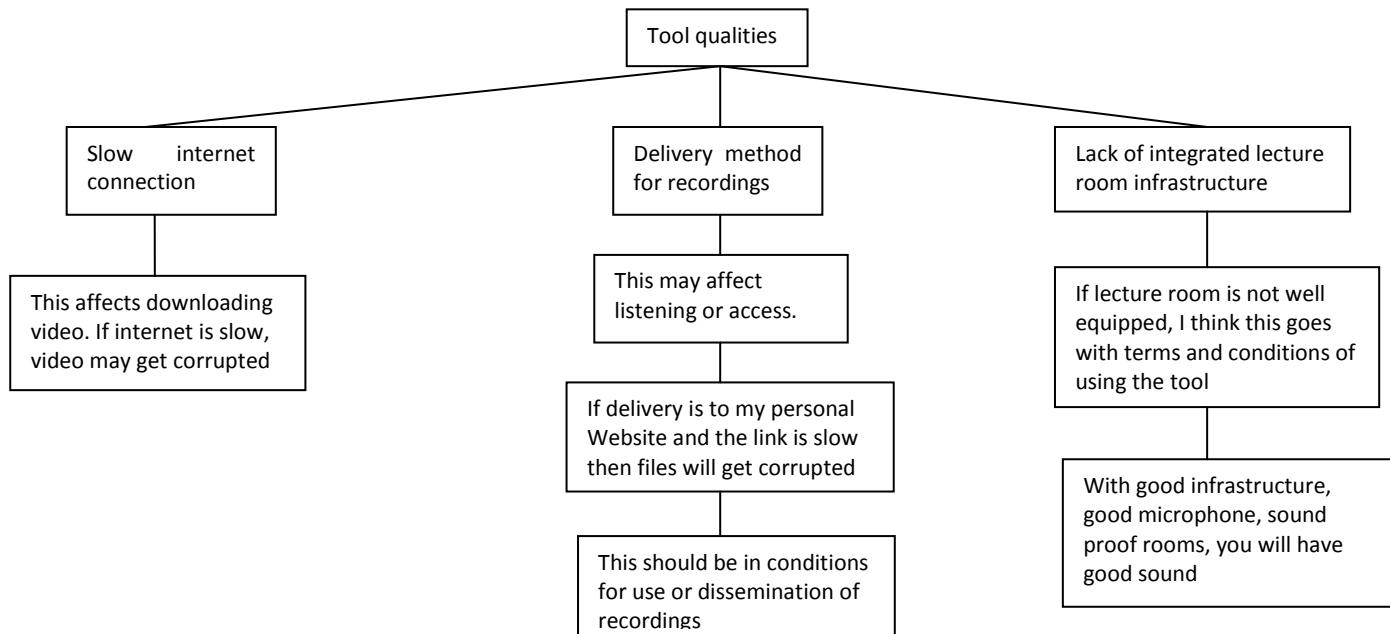 Tool qualities
Slow internet
connection
Delivery method
for recordings
Lack of integrated lecture
room infrastructure
This affects downloading
video. If internet is slow,
video may get corrupted
This may affect
listening or access.
If lecture room is not well
equipped, I think this goes
with terms and conditions of
using the tool
If delivery is to my personal
Website and the link is slow
then files will get corrupted
With good infrastructure,
good microphone, sound
proof rooms, you will have
good sound
This should be in conditions
for use or dissemination of
recordings